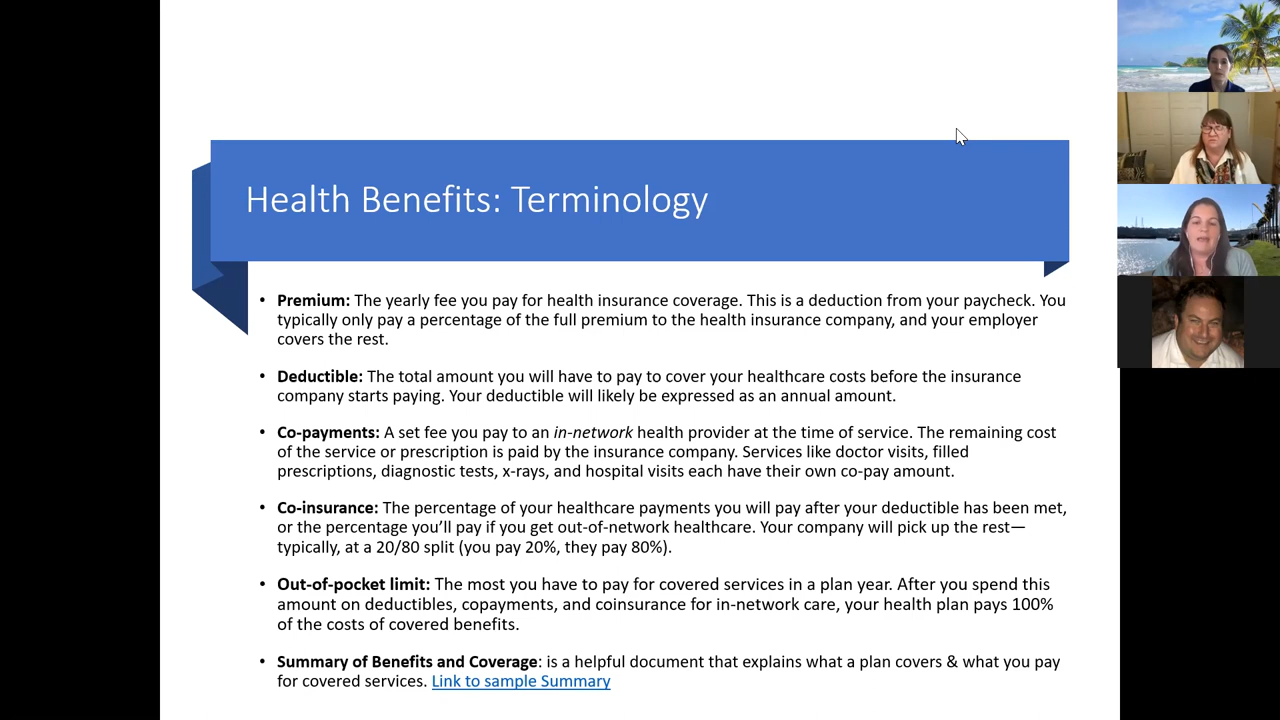 Health Benefits: Terminology
• Premium: The yearly fee you pay for health insurance coverage. This is a deduction from your paycheck. You
typically only pay a percentage of the full premium to the health insurance company, and your employer
covers the rest.
• Deductible: The total amount you will have to pay to cover your healthcare costs before the insurance
company starts paying. Your deductible will likely be expressed as an annual amount.
• Co-payments: A set fee you pay to an in-network health provider at the time of service. The remaining cost
of the service or prescription is paid by the insurance company. Services like doctor visits, filled
prescriptions, diagnostic tests, x-rays, and hospital visits each have their own co-pay amount.
• Co-insurance: The percentage of your healthcare payments you will pay after your deductible has been met,
or the percentage you’ll pay if you get out-of-network healthcare. Your company will pick up the rest—
typically, at a 20/80 split (you pay 20%, they pay 80%).
• Out-of-pocket limit: The most you have to pay for covered services in a plan year. After you spend this
amount on deductibles, copayments, and coinsurance for in-network care, your health plan pays 100%
of the costs of covered benefits.
• Summary of Benefits and Coverage: is a helpful document that explains what a plan covers & what you pay
for covered services. Link to sample Summary